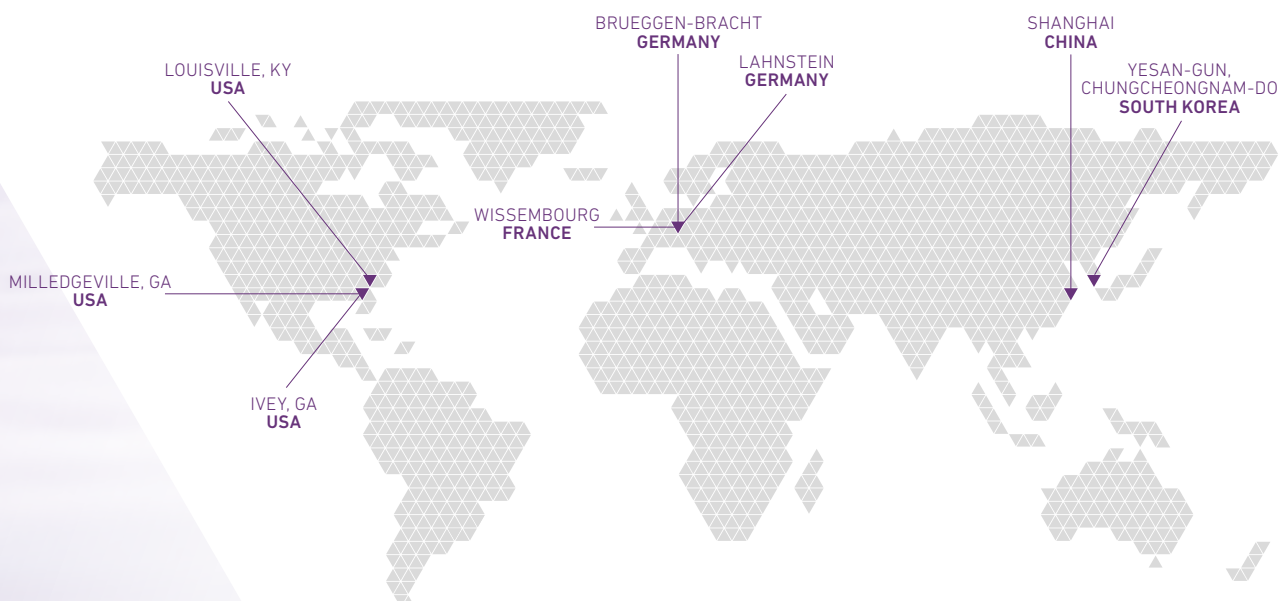 BRUEGGEN-BRACHT
GERMANY
SHANGHAI
CHINA
LAHNSTEIN
GERMANY
LOUISVILLE, KY
USA
YESAN-GUN,
CHUNGCHEONGNAM-DO
SOUTH KOREA
WISSEMBOURG
FRANCE
MILLEDGEVILLE, GA
USA
IVEY, GA
USA